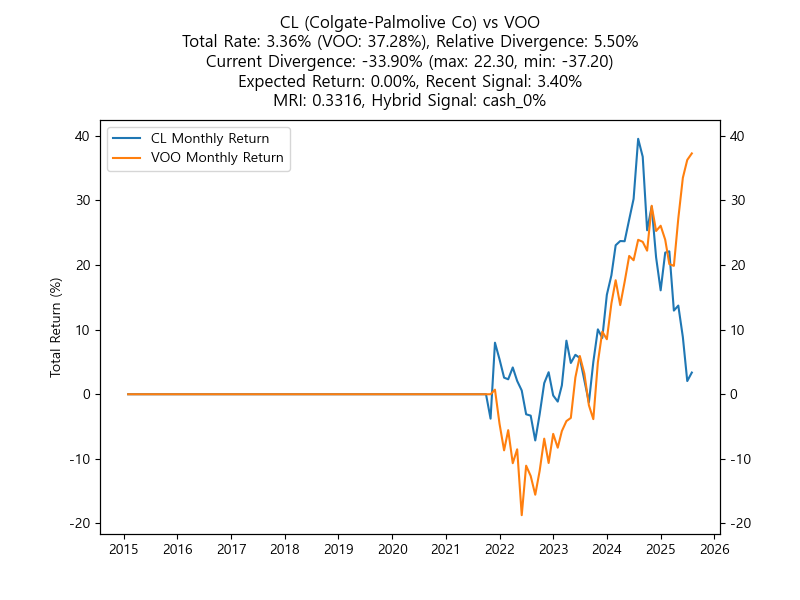 CL (Colgate-Palmolive Co) vs VOO
Total Rate: 3.36% (VOO: 37.28%), Relative Divergence: 5.50%
Current Divergence: -33.90% (max: 22.30, min: -37.20)
Expected Return: 0.00%, Recent Signal: 3.40%
MRI: 0.3316, Hybrid Signal: cash_0%
CL Monthly Return
VOO Monthly Return
Total Return (%)
40
30
20
10
0
-10
-20
40
30
20
10
0
-10
-20
2015 2016 2017 2018 2019 2020 2021 2022 2023 2024 2025 2026